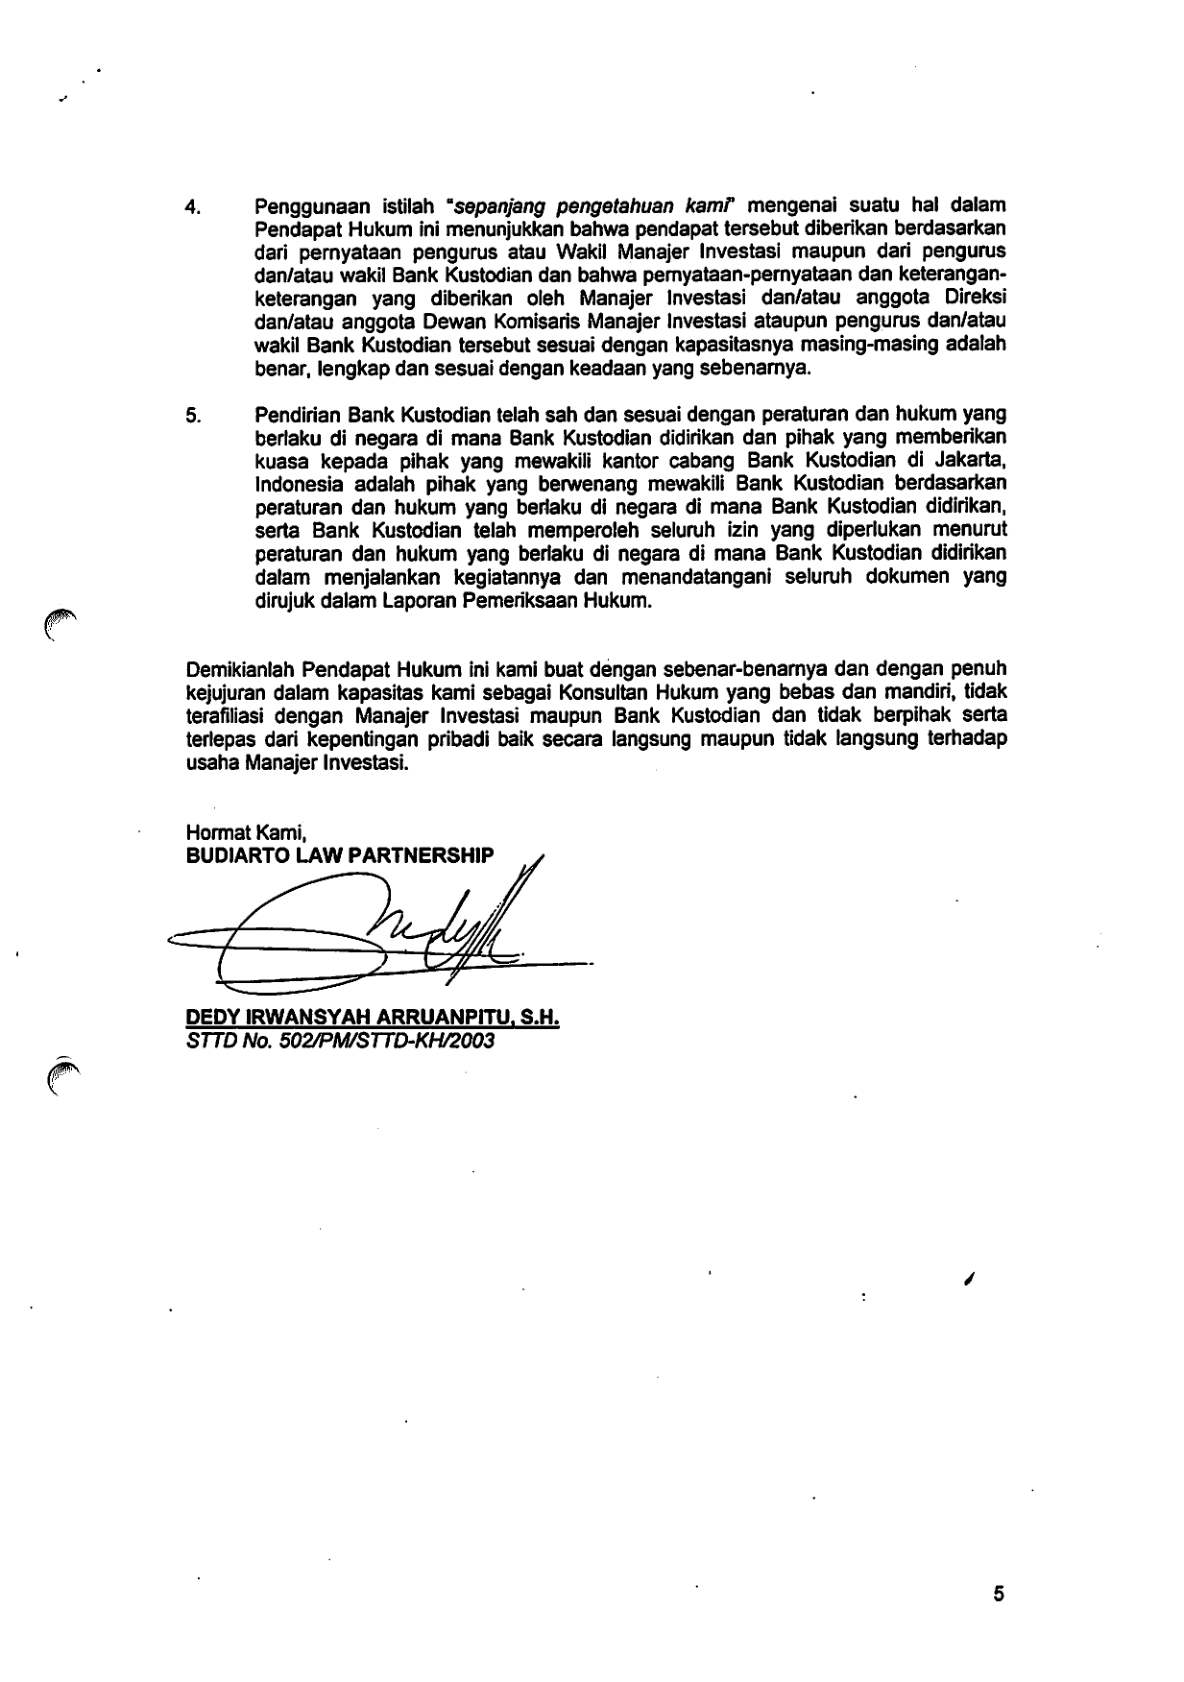 4. Penggunaan istilah "sepanjang pengetahuan kami" mengenai suatu hal dalam
Pendapat Hukum ini menunjukkan bahwa pendapat tersebut diberikan berdasarkan
dari pernyataan pengurus atau Wakil Manajer Investasi maupun dari pengurus
dan/atau wakil Bank Kustodian dan bahwa pernyataan-pernyataan dan keterangan-
keterangan yang diberikan oleh Manajer Investasi dan/atau anggota Direksi
dan/atau anggota Dewan Komisaris Manajer Investasi ataupun pengurus dan/atau
wakil Bank Kustodian tersebut sesuai dengan kapasitasnya masing-masing adalah
benar, lengkap dan sesuai dengan keadaan yang sebenarnya.
5. Pendirian Bank Kustodian telah sah dan sesuai dengan peraturan dan hukum yang
berlaku di negara di mana Bank Kustodian didirikan dan pihak yang memberikan
kuasa kepada pihak yang mewakili kantor cabang Bank Kustodian di Jakarta,
Indonesia adalah pihak yang berwenang mewakili Bank Kustodian berdasarkan
peraturan dan hukum yang berlaku di negara di mana Bank Kustodian didirikan,
serta Bank Kustodian telah memperoleh seluruh izin yang diperlukan menurut
peraturan dan hukum yang berlaku di negara di mana Bank Kustodian didirikan
dalam menjalankan kegiatannya dan menandatangani seluruh dokumen yang
dirujuk dalam Laporan Pemeriksaan Hukum.
Demikianlah Pendapat Hukum ini kami buat dengan sebenar-benarnya dan dengan penuh
kejujuran dalam kapasitas kami sebagai Konsultan Hukum yang bebas dan mandiri, tidak
terafiliasi dengan Manajer Investasi maupun Bank Kustodian dan tidak berpihak serta
terlepas dari kepentingan pribadi baik secara langsung maupun tidak langsung terhadap
usaha Manajer Investasi.
Hormat Kami,
BUDIARTO LAW PARTNERSHIP
DEDY IRWANSYAH ARRUANPITU, S.H.
STTD No. 502/PM/STTD-KH/2003
5